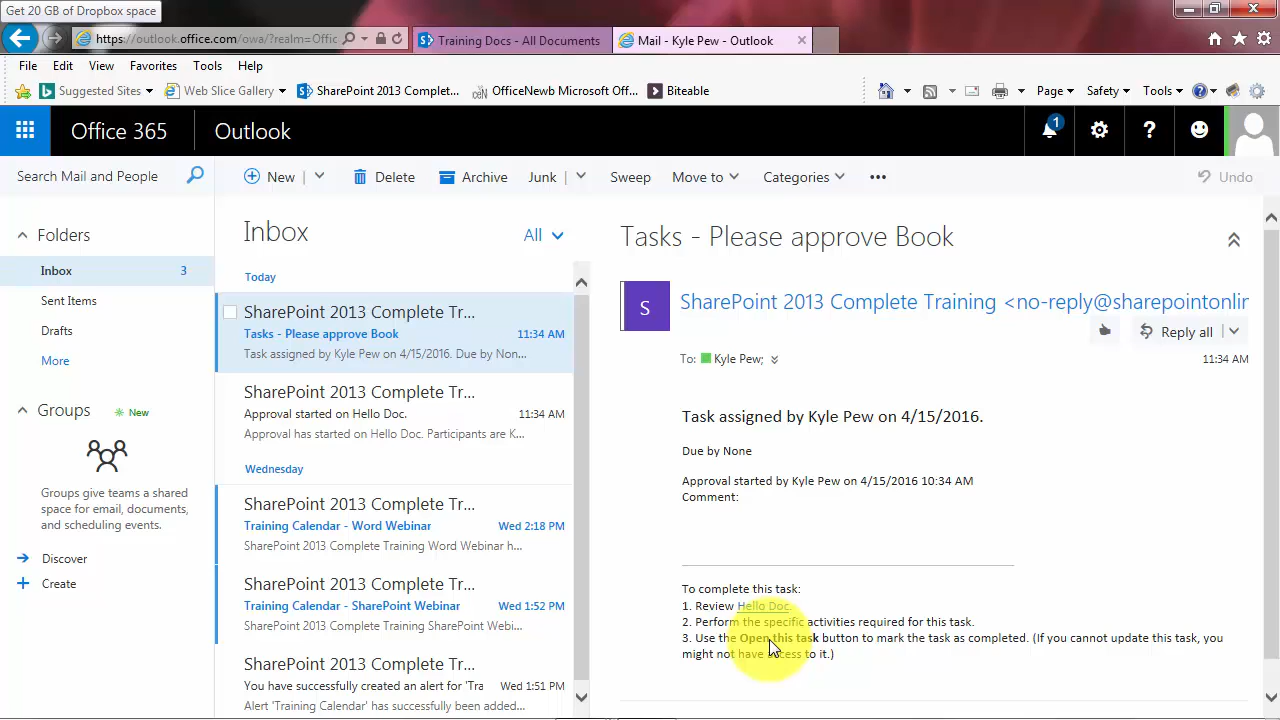 Get 20 GB of Dropbox space
https://outlook.office.com/owa/?realm=Offic
Training Docs - All Documents
Mail - Kyle Pew - Outlook
File Edit View Favorites Tools Help
Suggested Sites Web Slice Gallery SharePoint 2013 Complet... OfficeNewb Microsoft Of... Biteable Page Safety Tools
Office 365 Outlook 1 ?
Search Mail and People New Delete Archive Junk Sweep Move to Categories ••• Undo
Folders
Inbox 3
Sent Items
Drafts
More
Groups New
Groups give teams a shared
space for email, documents,
and scheduling events.
Discover
Create
Inbox All
Today
SharePoint 2013 Complete Tr...
Tasks - Please approve Book 11:34 AM
Task assigned by Kyle Pew on 4/15/2016. Due by Non...
SharePoint 2013 Complete Tr...
Approval started on Hello Doc. 11:34 AM
Approval has started on Hello Doc. Participants are K...
Wednesday
SharePoint 2013 Complete Tr...
Training Calendar - Word Webinar Wed 2:18 PM
SharePoint 2013 Complete Training Word Webinar h...
SharePoint 2013 Complete Tr...
Training Calendar - SharePoint Webinar Wed 1:52 PM
SharePoint 2013 Complete Training SharePoint Webi...
SharePoint 2013 Complete Tr...
You have successfully created an alert for 'Tra Wed 1:51 PM
Alert 'Training Calendar' has successfully been added...
Tasks - Please approve Book
S SharePoint 2013 Complete Training <no-reply@sharepointonlin
Reply all
To: Kyle Pew; 11:34 AM
Task assigned by Kyle Pew on 4/15/2016.
Due by None
Approval started by Kyle Pew on 4/15/2016 10:34 AM
Comment:
To complete this task:
1. Review Hello Doc.
2. Perform the specific activities required for this task.
3. Use the Open this task button to mark the task as completed. (If you cannot update this task, you
might not have access to it.)